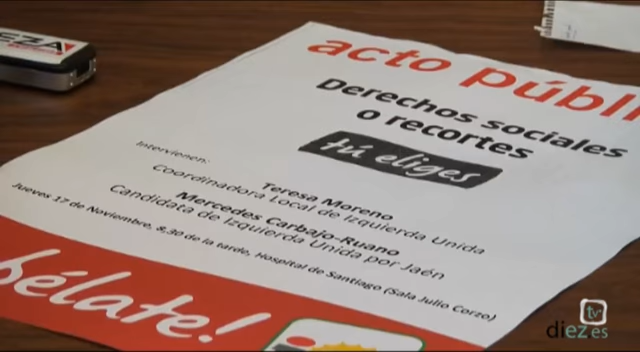 EZA
acto públi
Derechos sociales
o recortes
tú eliges
Intervienen:
Teresa Moreno
Coordinadora Local de Izquierda Unida
Mercedes Carbajo-Ruano
Candidata de Izquierda Unida por Jaén
Jueves 17 de Noviembre, 8,30 de la tarde, Hospital de Santiago (Sala Julio Corzo)
bélate!
tv
diez.es